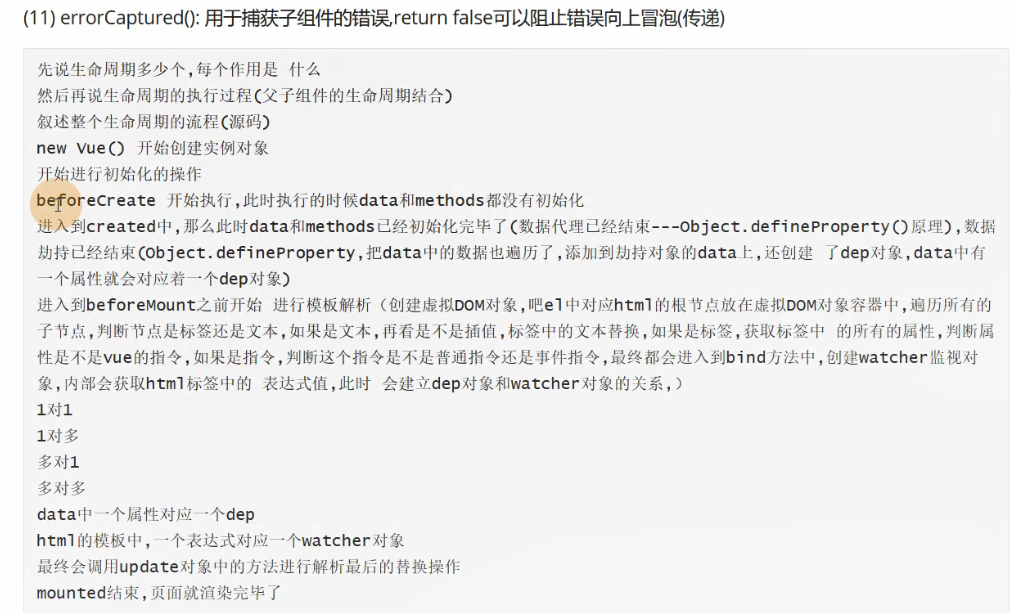 (11) errorCaptured(): 用于捕获子组件的错误,return false可以阻止错误向上冒泡(传递)
先说生命周期多少个,每个作用是 什么
然后再说生命周期的执行过程(父子组件的生命周期结合)
叙述整个生命周期的流程(源码)
new Vue() 开始创建实例对象
开始进行初始化的操作
beforeCreate 开始执行,此时执行的时候data和methods都没有初始化
进入到created中,那么此时data和methods已经初始化完毕了(数据代理已经结束---Object.defineProperty()原理),数据
劫持已经结束(Object.defineProperty,把data中的数据也遍历了,添加到劫持对象的data上,还创建 了dep对象,data中有
一个属性就会对应着一个dep对象)
进入到beforeMount之前开始 进行模板解析（创建虚拟DOM对象,吧el中对应html的根节点放在虚拟DOM对象容器中,遍历所有的
子节点,判断节点是标签还是文本,如果是文本,再看是不是插值,标签中的文本替换,如果是标签,获取标签中 的所有的属性,判断属
性是不是vue的指令,如果是指令,判断这个指令是不是普通指令还是事件指令,最终都会进入到bind方法中,创建watcher监视对
象,内部会获取html标签中的 表达式值,此时 会建立dep对象和watcher对象的关系,）
1对1
1对多
多对1
多对多
data中一个属性对应一个dep
html的模板中,一个表达式对应一个watcher对象
最终会调用update对象中的方法进行解析最后的替换操作
mounted结束,页面就渲染完毕了